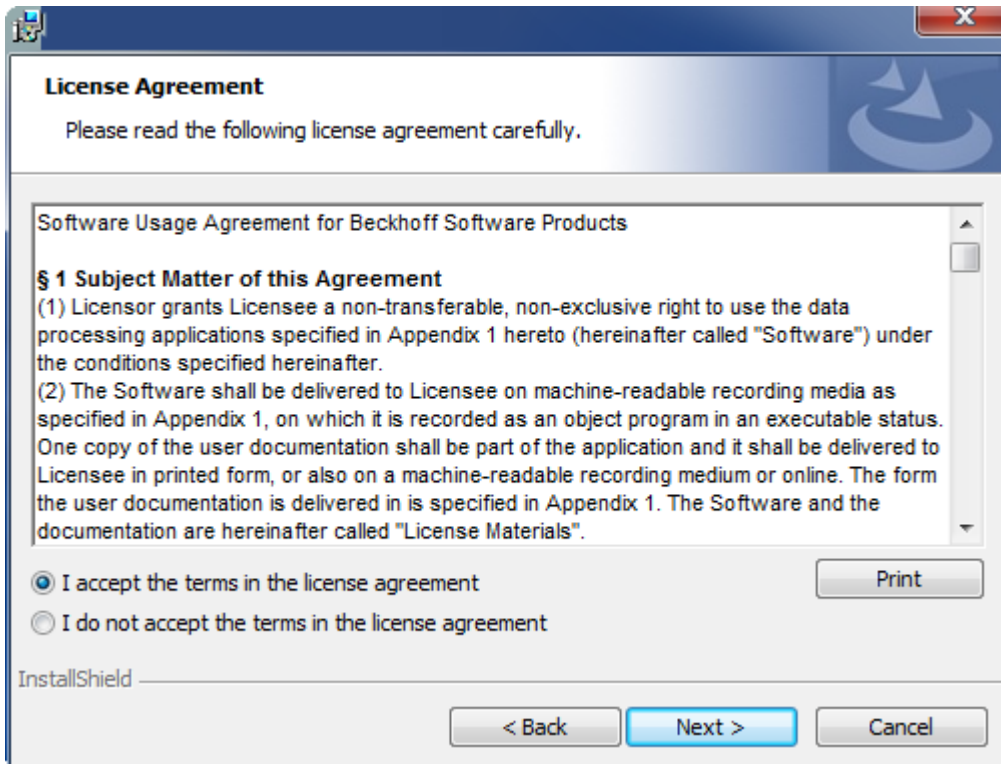 License Agreement
Please read the following license agreement carefully.
Software Usage Agreement for Beckhoff Software Products
§ 1 Subject Matter of this Agreement
(1) Licensor grants Licensee a non-transferable, non-exclusive right to use the data
processing applications specified in Appendix 1 hereto (hereinafter called "Software") under
the conditions specified hereinafter.
(2) The Software shall be delivered to Licensee on machine-readable recording media as
specified in Appendix 1, on which it is recorded as an object program in an executable status.
One copy of the user documentation shall be part of the application and it shall be delivered to
Licensee in printed form, or also on a machine-readable recording medium or online. The form
the user documentation is delivered in is specified in Appendix 1. The Software and the
documentation are hereinafter called "License Materials".
I accept the terms in the license agreement
Print
I do not accept the terms in the license agreement
InstallShield
< Back
Next >
Cancel